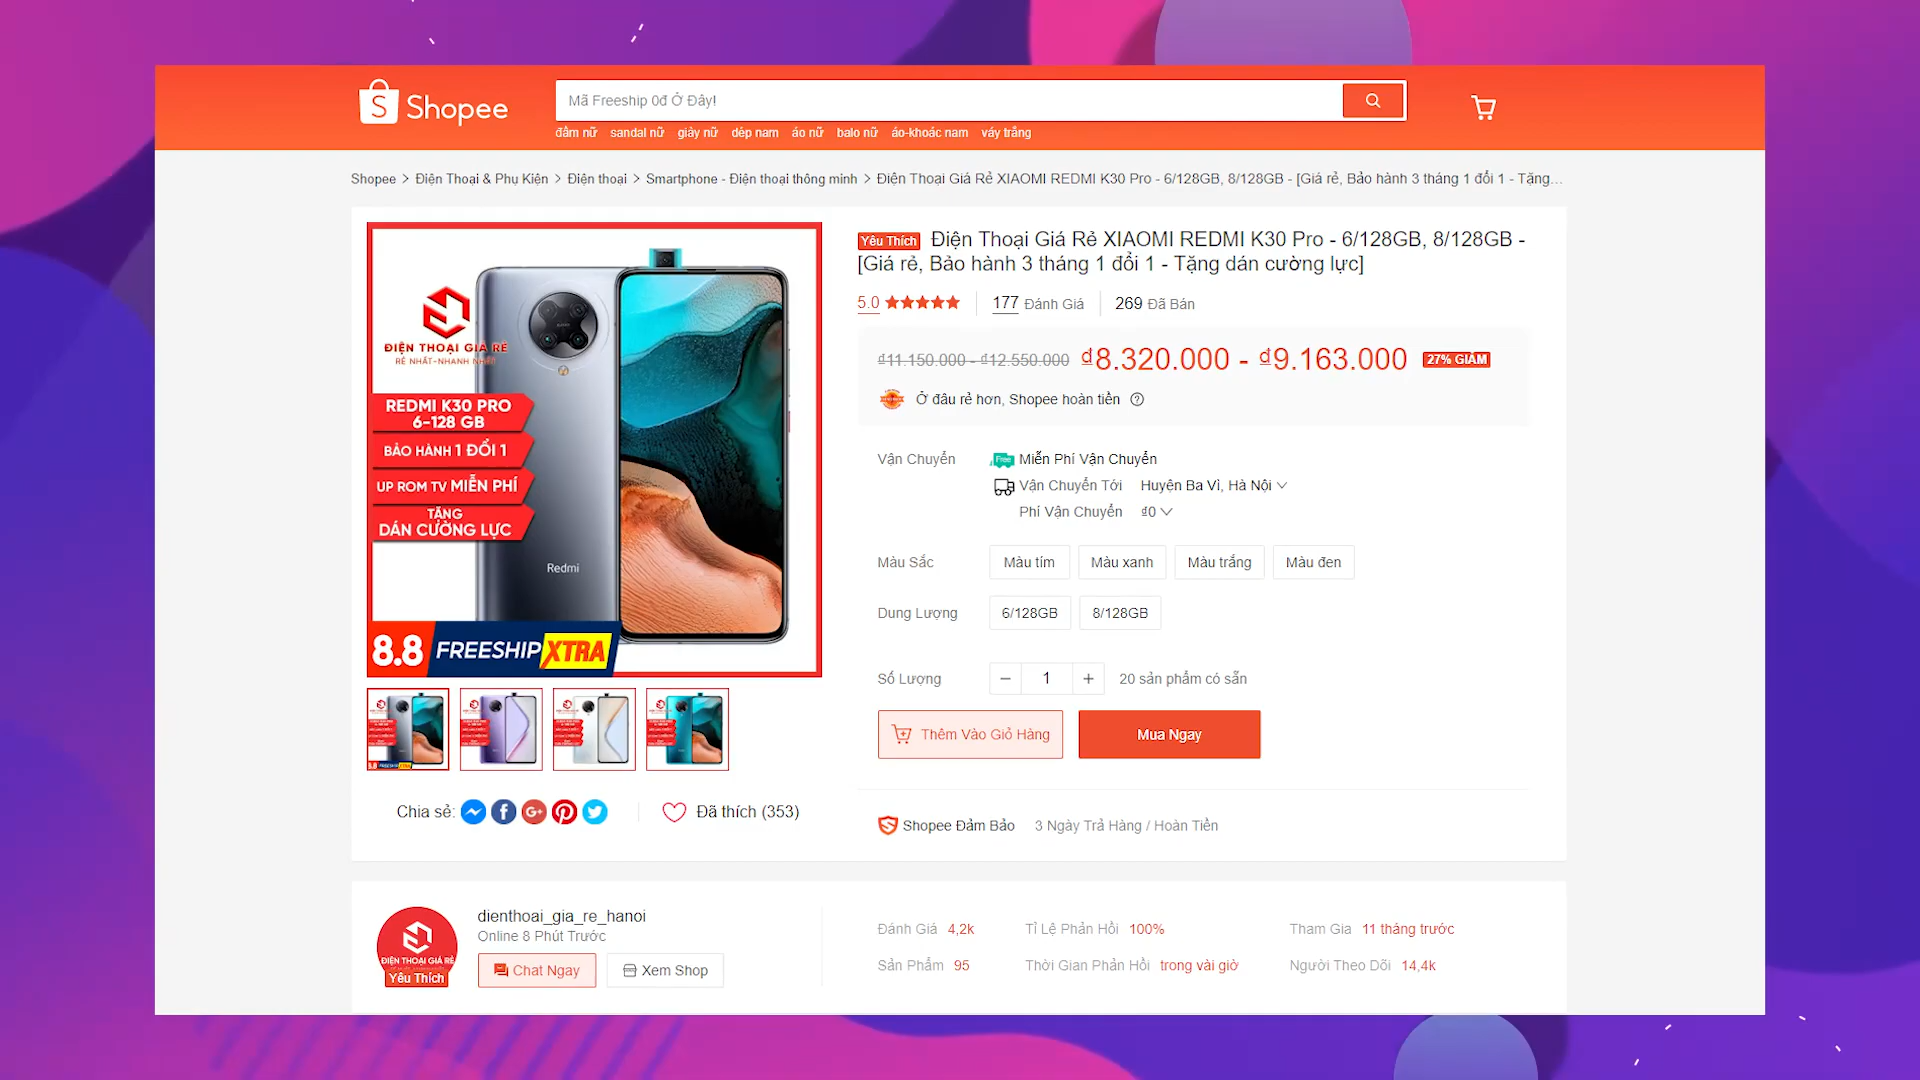 Shopee
Mã Freeship 0đ Ở Đây!
đầm nữ sandal nữ giày nữ dép nam áo nữ balo nữ áo-khoác nam váy trắng
Shopee > Điện Thoại & Phụ Kiện > Điện thoại > Smartphone - Điện thoại thông minh > Điện Thoại Giá Rẻ XIAOMI REDMI K30 Pro - 6/128GB, 8/128GB - [Giá rẻ, Bảo hành 3 tháng 1 đổi 1 - Tặng...
ĐIỆN THOẠI GIÁ RẺ
RẺ NHẤT-NHANH NHẤT
REDMI K30 PRO
6-128 GB
BẢO HÀNH 1 ĐỔI 1
UP ROM TV MIỄN PHÍ
TẶNG
DÁN CƯỜNG LỰC
Redmi
8.8 FREESHIP XTRA
Chia sẻ:
Đã thích (353)
Yêu Thích Điện Thoại Giá Rẻ XIAOMI REDMI K30 Pro - 6/128GB, 8/128GB -
[Giá rẻ, Bảo hành 3 tháng 1 đổi 1 - Tặng dán cường lực]
5.0 177 Đánh Giá 269 Đã Bán
₫11.150.000 - ₫12.550.000 ₫8.320.000 - ₫9.163.000 27% GIẢM
Ở đâu rẻ hơn, Shopee hoàn tiền
Vận Chuyển Free Miễn Phí Vận Chuyển
Vận Chuyển Tới Huyện Ba Vì, Hà Nội
Phí Vận Chuyển ₫0
Màu Sắc Màu tím Màu xanh Màu trắng Màu đen
Dung Lượng 6/128GB 8/128GB
Số Lượng − 1 + 20 sản phẩm có sẵn
Thêm Vào Giỏ Hàng Mua Ngay
Shopee Đảm Bảo 3 Ngày Trả Hàng / Hoàn Tiền
ĐIỆN THOẠI GIÁ RẺ
Yêu Thích
dienthoai_gia_re_hanoi
Online 8 Phút Trước
Chat Ngay Xem Shop
Đánh Giá 4,2k Tỉ Lệ Phản Hồi 100% Tham Gia 11 tháng trước
Sản Phẩm 95 Thời Gian Phản Hồi trong vài giờ Người Theo Dõi 14,4k